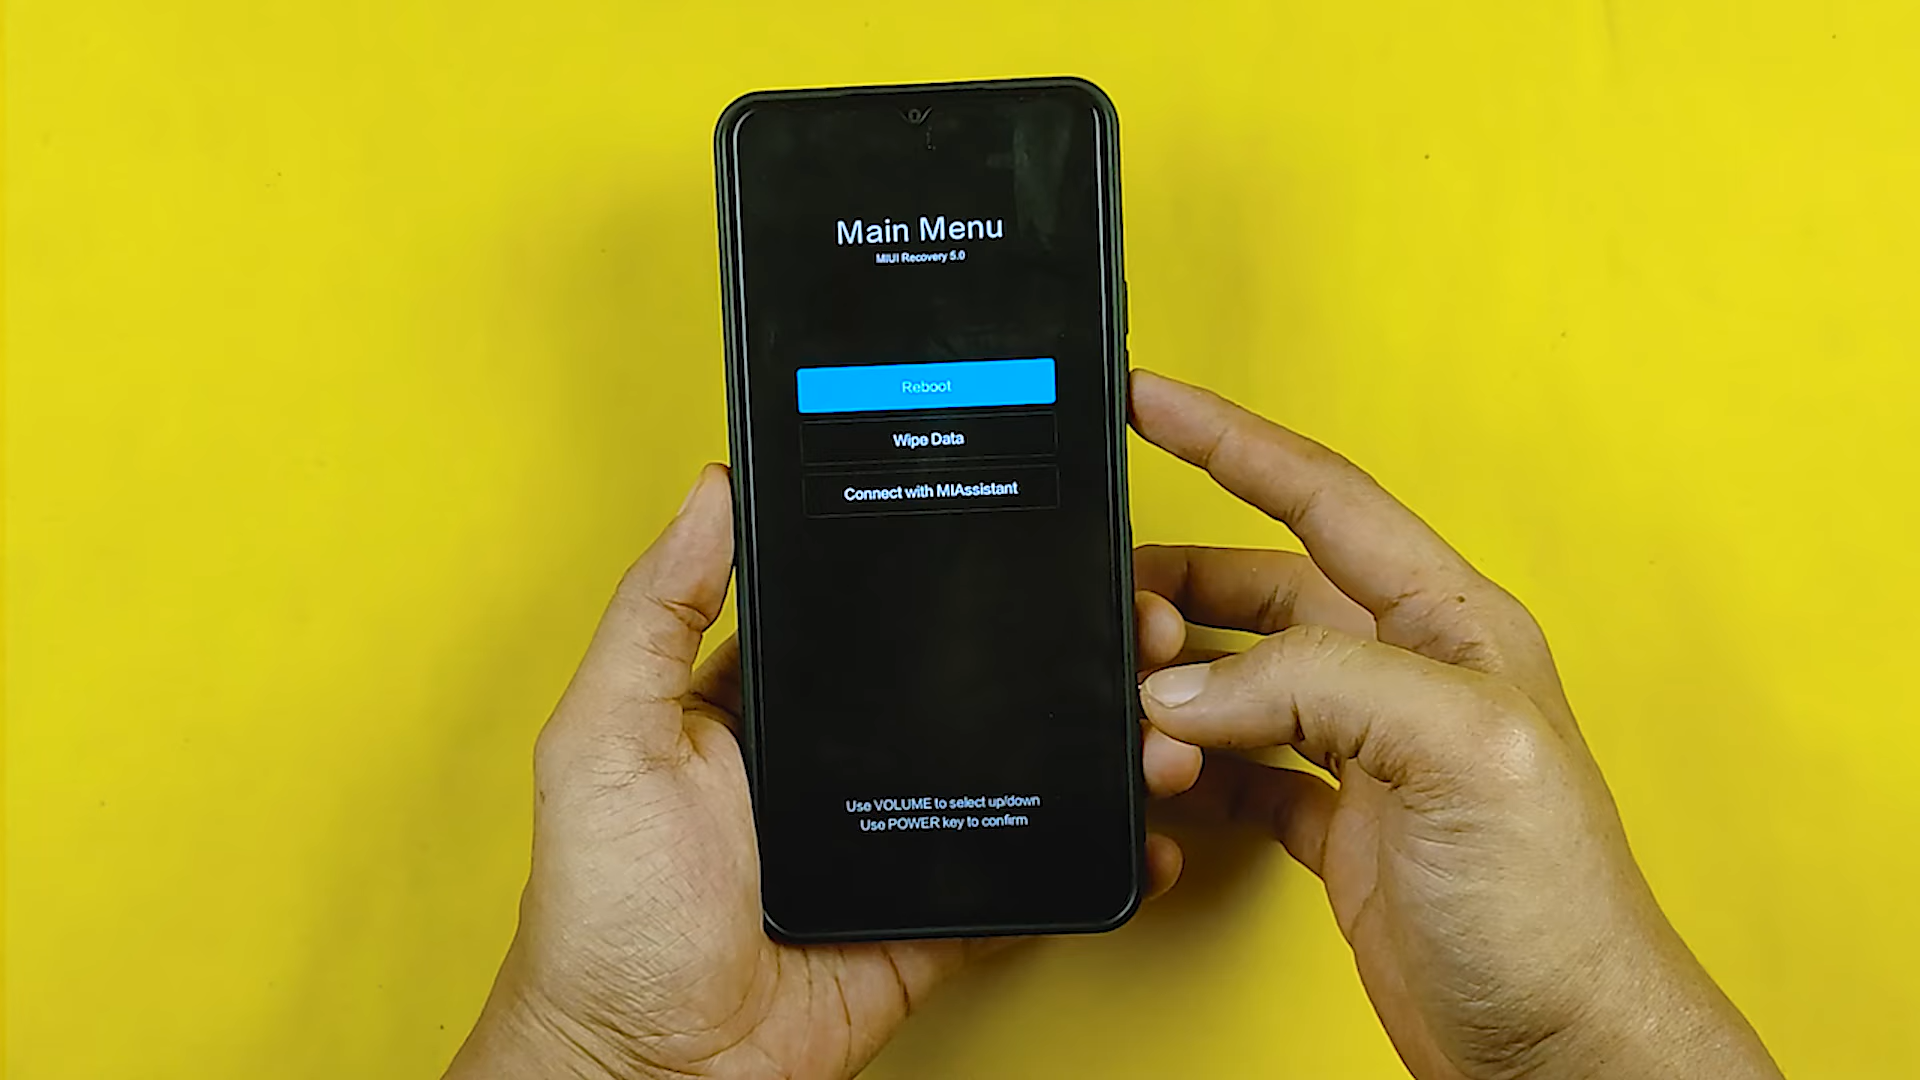 Main Menu
MIUI Recovery 5.0
Reboot
Wipe Data
Connect with MIAssistant
Use VOLUME to select up/down
Use POWER key to confirm